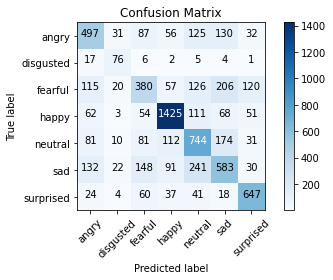 Confusion Matrix
True label
angry 497 31 87 56 125 130 32
disgusted 17 76 6 2 5 4 1
fearful 115 20 380 57 126 206 120
happy 62 3 54 1425 111 68 51
neutral 81 10 81 112 744 174 31
sad 132 22 148 91 241 583 30
surprised 24 4 60 37 41 18 647
angry disgusted fearful happy neutral sad surprised
Predicted label
1400
1200
1000
800
600
400
200